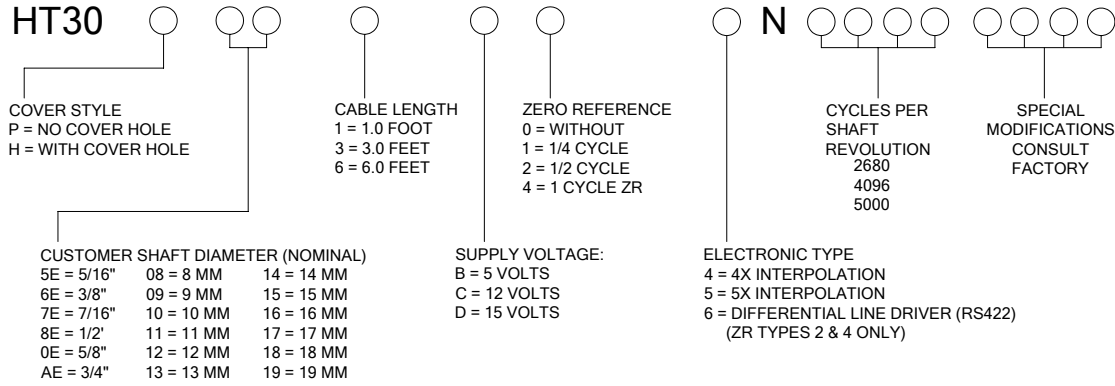 HT30 N
COVER STYLE
P = NO COVER HOLE
H = WITH COVER HOLE
CABLE LENGTH
1 = 1.0 FOOT
3 = 3.0 FEET
6 = 6.0 FEET
ZERO REFERENCE
0 = WITHOUT
1 = 1/4 CYCLE
2 = 1/2 CYCLE
4 = 1 CYCLE ZR
CYCLES PER
SHAFT
REVOLUTION
2680
4096
5000
SPECIAL
MODIFICATIONS
CONSULT
FACTORY
CUSTOMER SHAFT DIAMETER (NOMINAL)
5E = 5/16" 08 = 8 MM 14 = 14 MM
6E = 3/8" 09 = 9 MM 15 = 15 MM
7E = 7/16" 10 = 10 MM 16 = 16 MM
8E = 1/2' 11 = 11 MM 17 = 17 MM
0E = 5/8" 12 = 12 MM 18 = 18 MM
AE = 3/4" 13 = 13 MM 19 = 19 MM
SUPPLY VOLTAGE:
B = 5 VOLTS
C = 12 VOLTS
D = 15 VOLTS
ELECTRONIC TYPE
4 = 4X INTERPOLATION
5 = 5X INTERPOLATION
6 = DIFFERENTIAL LINE DRIVER (RS422)
(ZR TYPES 2 & 4 ONLY)